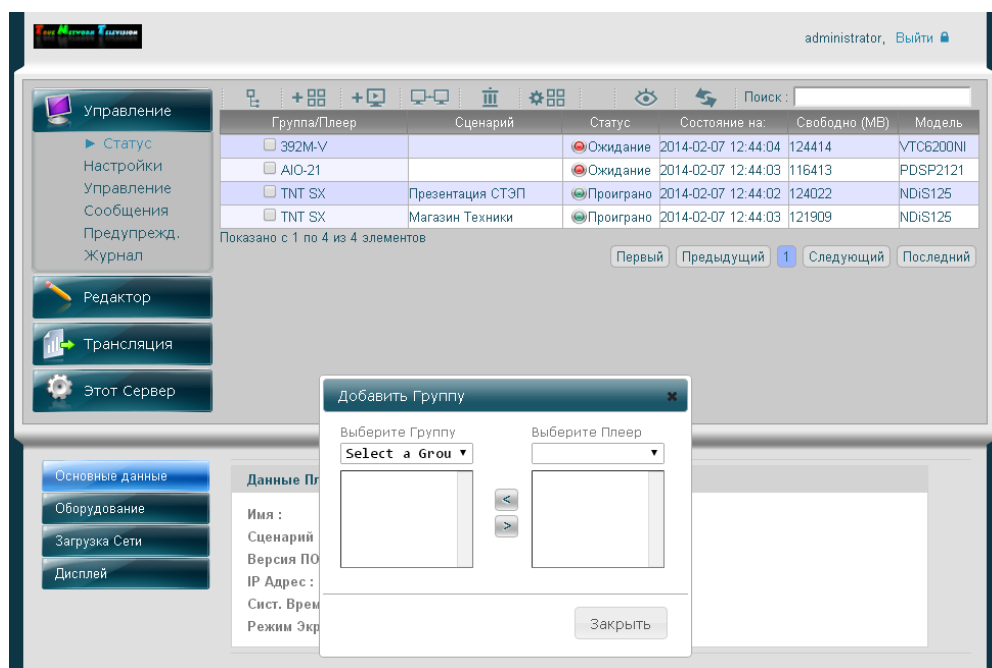 True Network Television
administrator, Выйти
Управление
Статус
Настройки
Управление
Сообщения
Предупрежд.
Журнал
Редактор
Трансляция
Этот Сервер
Поиск :
Группа/Плеер Сценарий Статус Состояние на: Свободно (MB) Модель
392M-V Ожидание 2014-02-07 12:44:04 124414 VTC6200NI
AIO-21 Ожидание 2014-02-07 12:44:03 116413 PDSP2121
TNT SX Презентация СТЭП Проиграно 2014-02-07 12:44:02 124022 NDiS125
TNT SX Магазин Техники Проиграно 2014-02-07 12:44:03 121909 NDiS125
Показано с 1 по 4 из 4 элементов
Первый Предыдущий 1 Следующий Последний
Добавить Группу
Выберите Группу Выберите Плеер
Select a Grou
<
>
Закрыть
Основные данные
Оборудование
Загрузка Сети
Дисплей
Данные Пл
Имя :
Сценарий
Версия ПО
IP Адрес :
Сист. Врем
Режим Экр